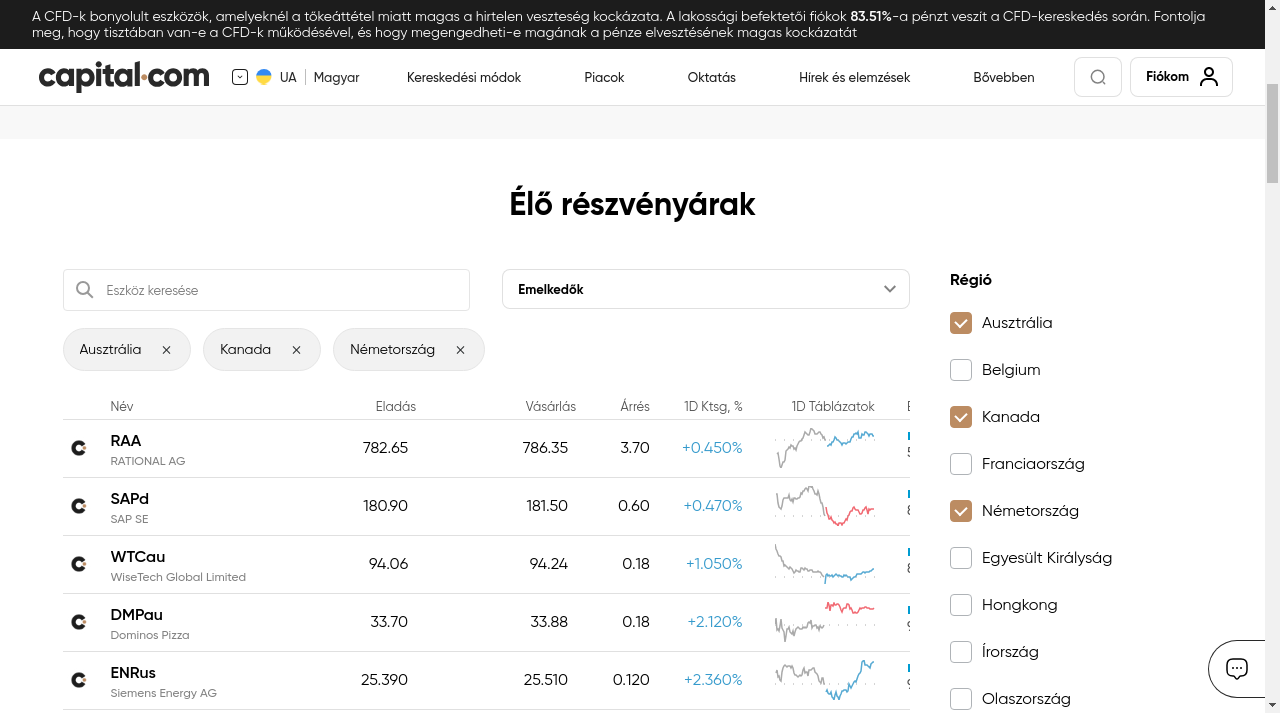 A CFD-k bonyolult eszközök, amelyeknél a tőkeáttétel miatt magas a hirtelen veszteség kockázata. A lakossági befektetői fiókok 83.51%-a pénzt veszít a CFD-kereskedés során. Fontolja
meg, hogy tisztában van-e a CFD-k működésével, és hogy megengedheti-e magának a pénze elvesztésének magas kockázatát
capital.com UA Magyar Kereskedési módok Piacok Oktatás Hírek és elemzések Bővebben Fiókom
Élő részvényárak
Eszköz keresése
Emelkedők
Ausztrália Kanada Németország
Név Eladás Vásárlás Árrés 1D Ktsg, % 1D Táblázatok
RAA 782.65 786.35 3.70 +0.450%
RATIONAL AG
SAPd 180.90 181.50 0.60 +0.470%
SAP SE
WTCau 94.06 94.24 0.18 +1.050%
WiseTech Global Limited
DMPau 33.70 33.88 0.18 +2.120%
Dominos Pizza
ENRus 25.390 25.510 0.120 +2.360%
Siemens Energy AG
Régió
Ausztrália
Belgium
Kanada
Franciaország
Németország
Egyesült Királyság
Hongkong
Írország
Olaszország